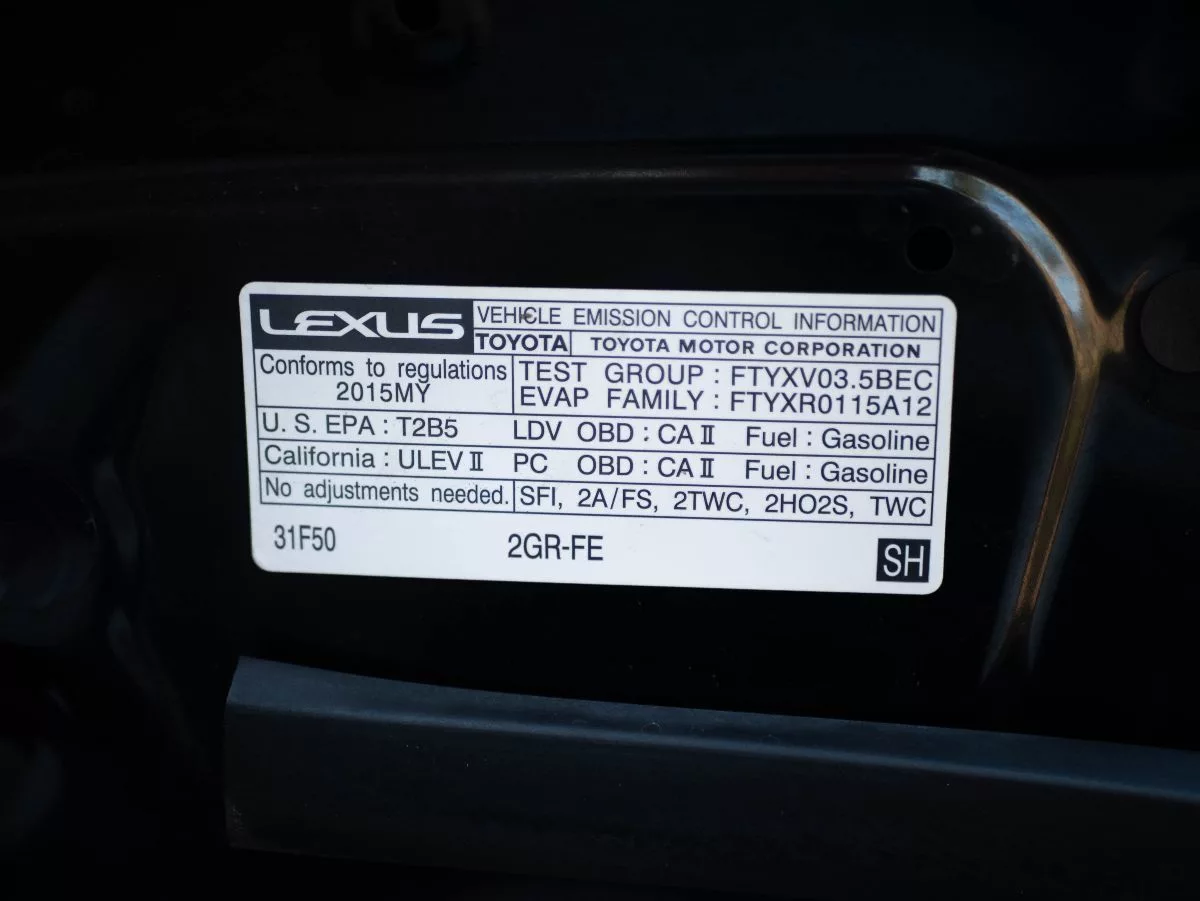 LEXUS VEHICLE EMISSION CONTROL INFORMATION
TOYOTA TOYOTA MOTOR CORPORATION
Conforms to regulations
2015MY
TEST GROUP : FTYXV03.5BEC
EVAP FAMILY : FTYXR0115A12
U. S. EPA : T2B5 LDV OBD : CA II Fuel : Gasoline
California : ULEV II PC OBD : CA II Fuel : Gasoline
No adjustments needed. SFI, 2A/FS, 2TWC, 2HO2S, TWC
31F50 2GR-FE SH